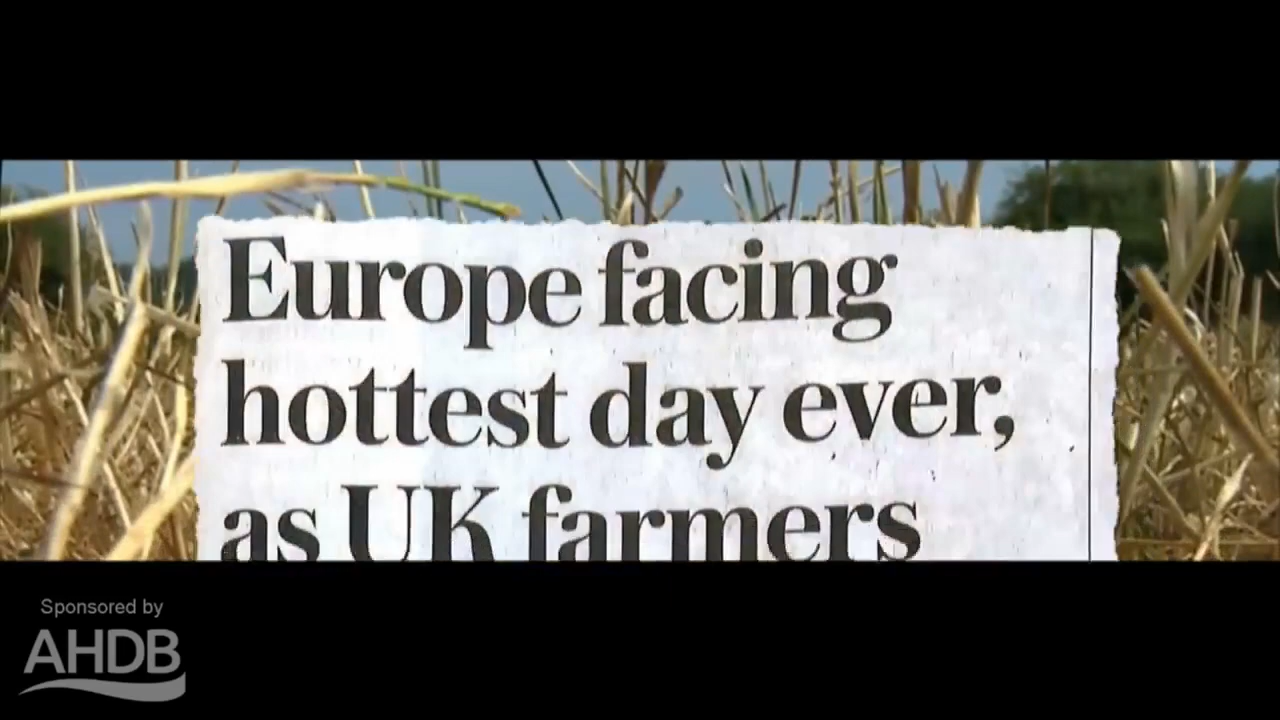 Europe facing
hottest day ever,
as UK farmers
Sponsored by
AHDB